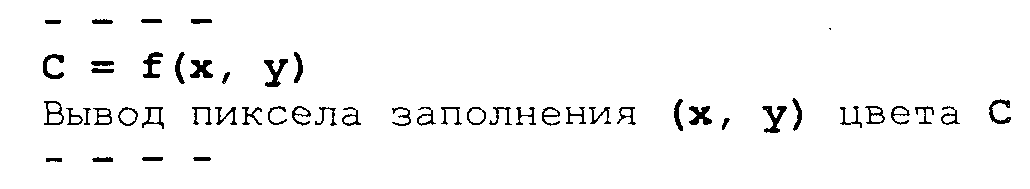 - - - -
C = f(x, y)
Вывод пиксела заполнения (x, y) цвета C
- - - -